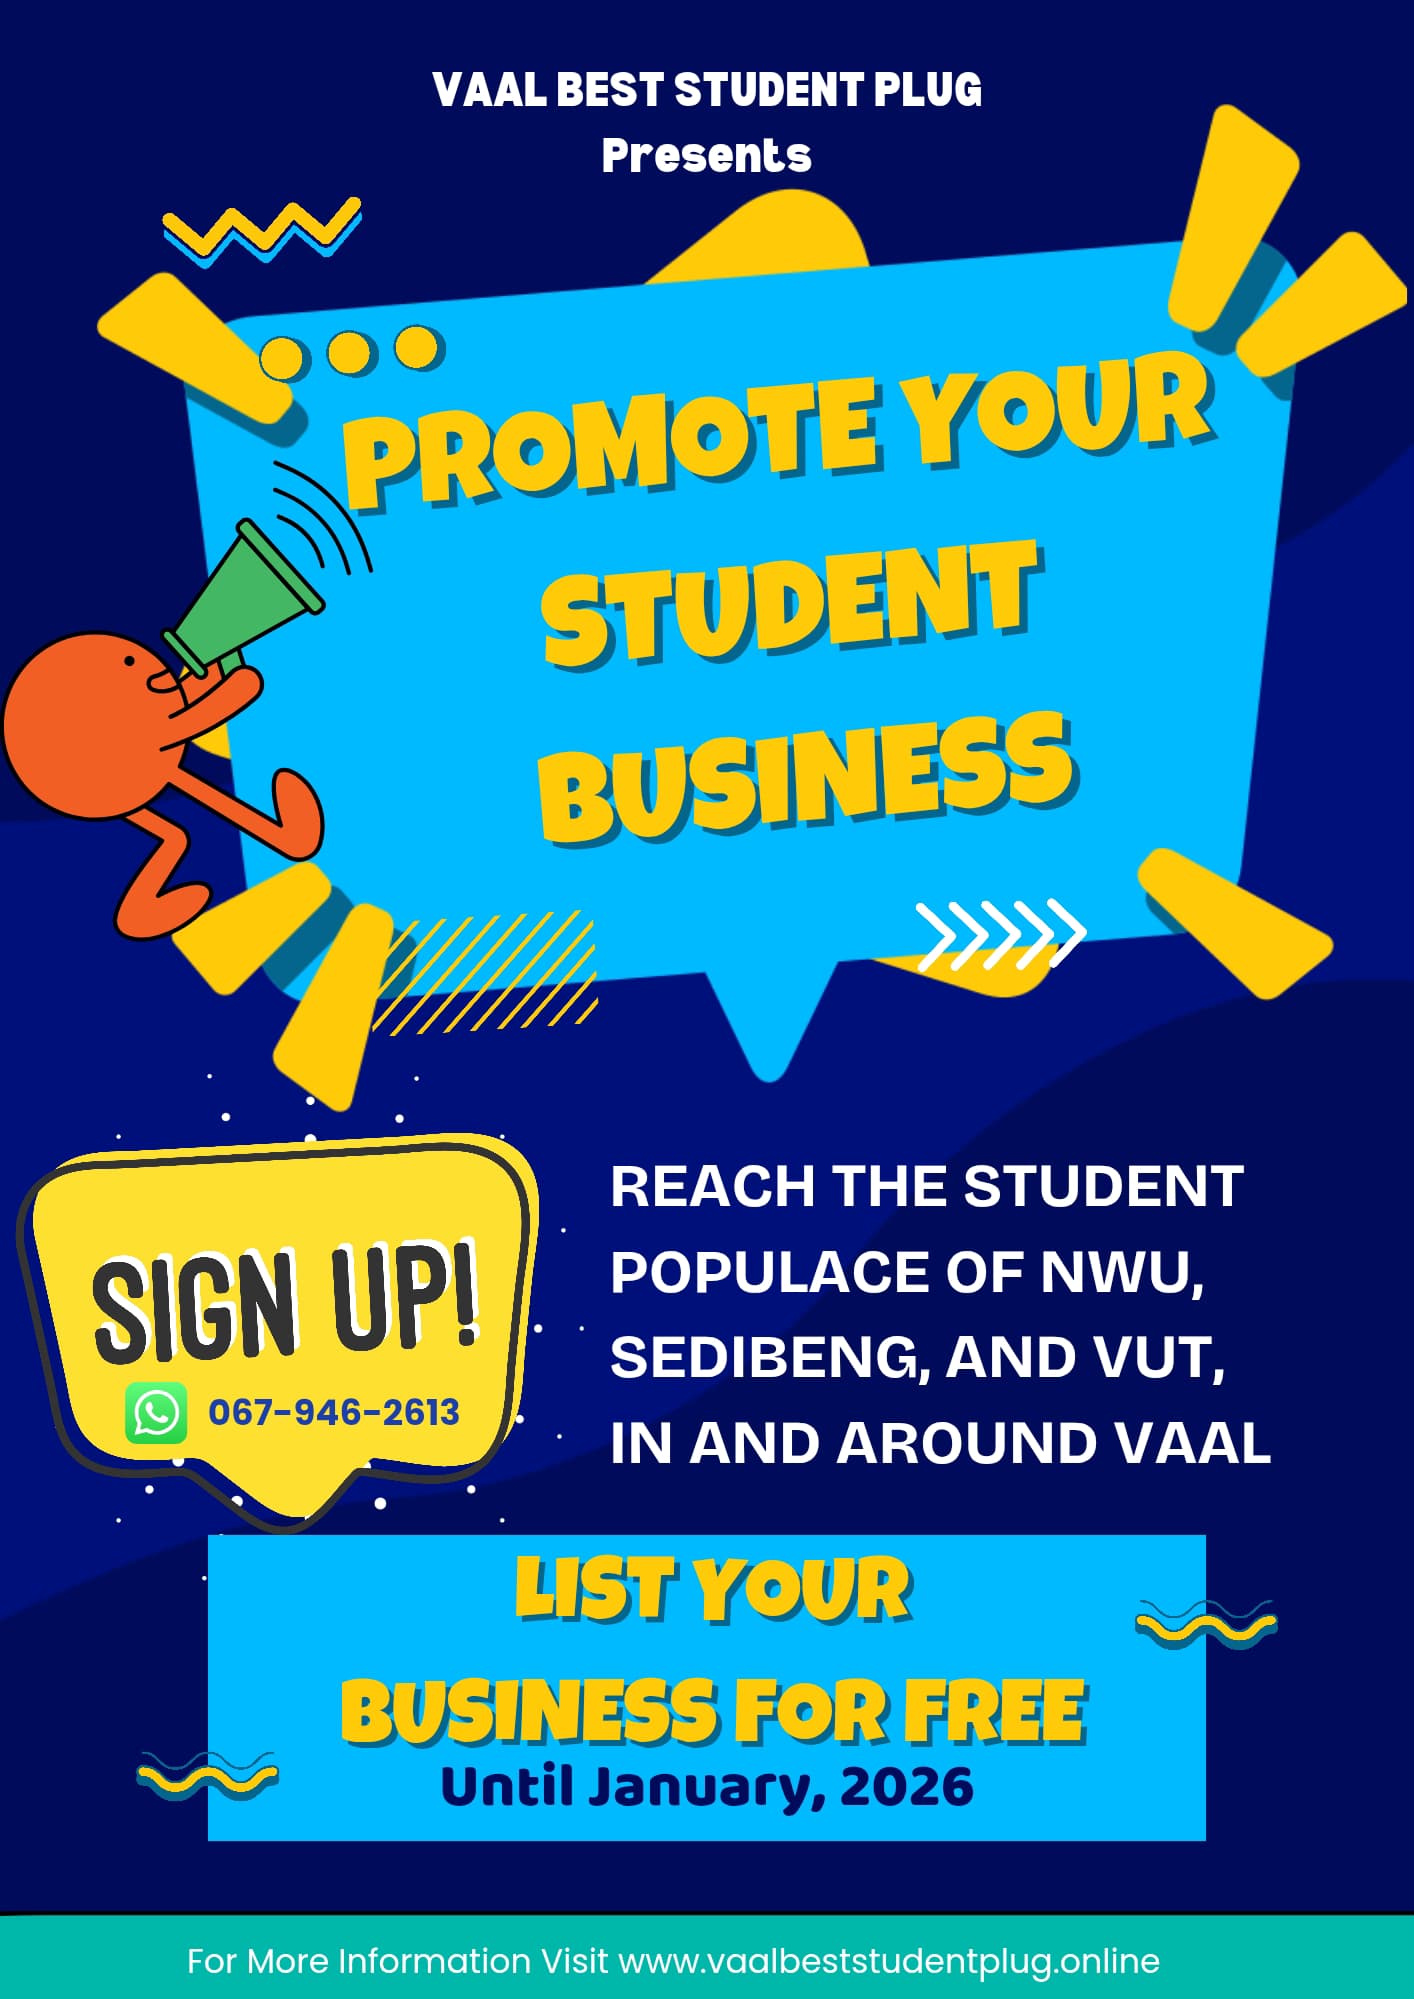 VAAL BEST STUDENT PLUG
Presents
PROMOTE YOUR
STUDENT
BUSINESS
SIGN UP!
067-946-2613
REACH THE STUDENT
POPULACE OF NWU,
SEDIBENG, AND VUT,
IN AND AROUND VAAL
LIST YOUR
BUSINESS FOR FREE
Until January, 2026
For More Information Visit www.vaalbeststudentplug.online